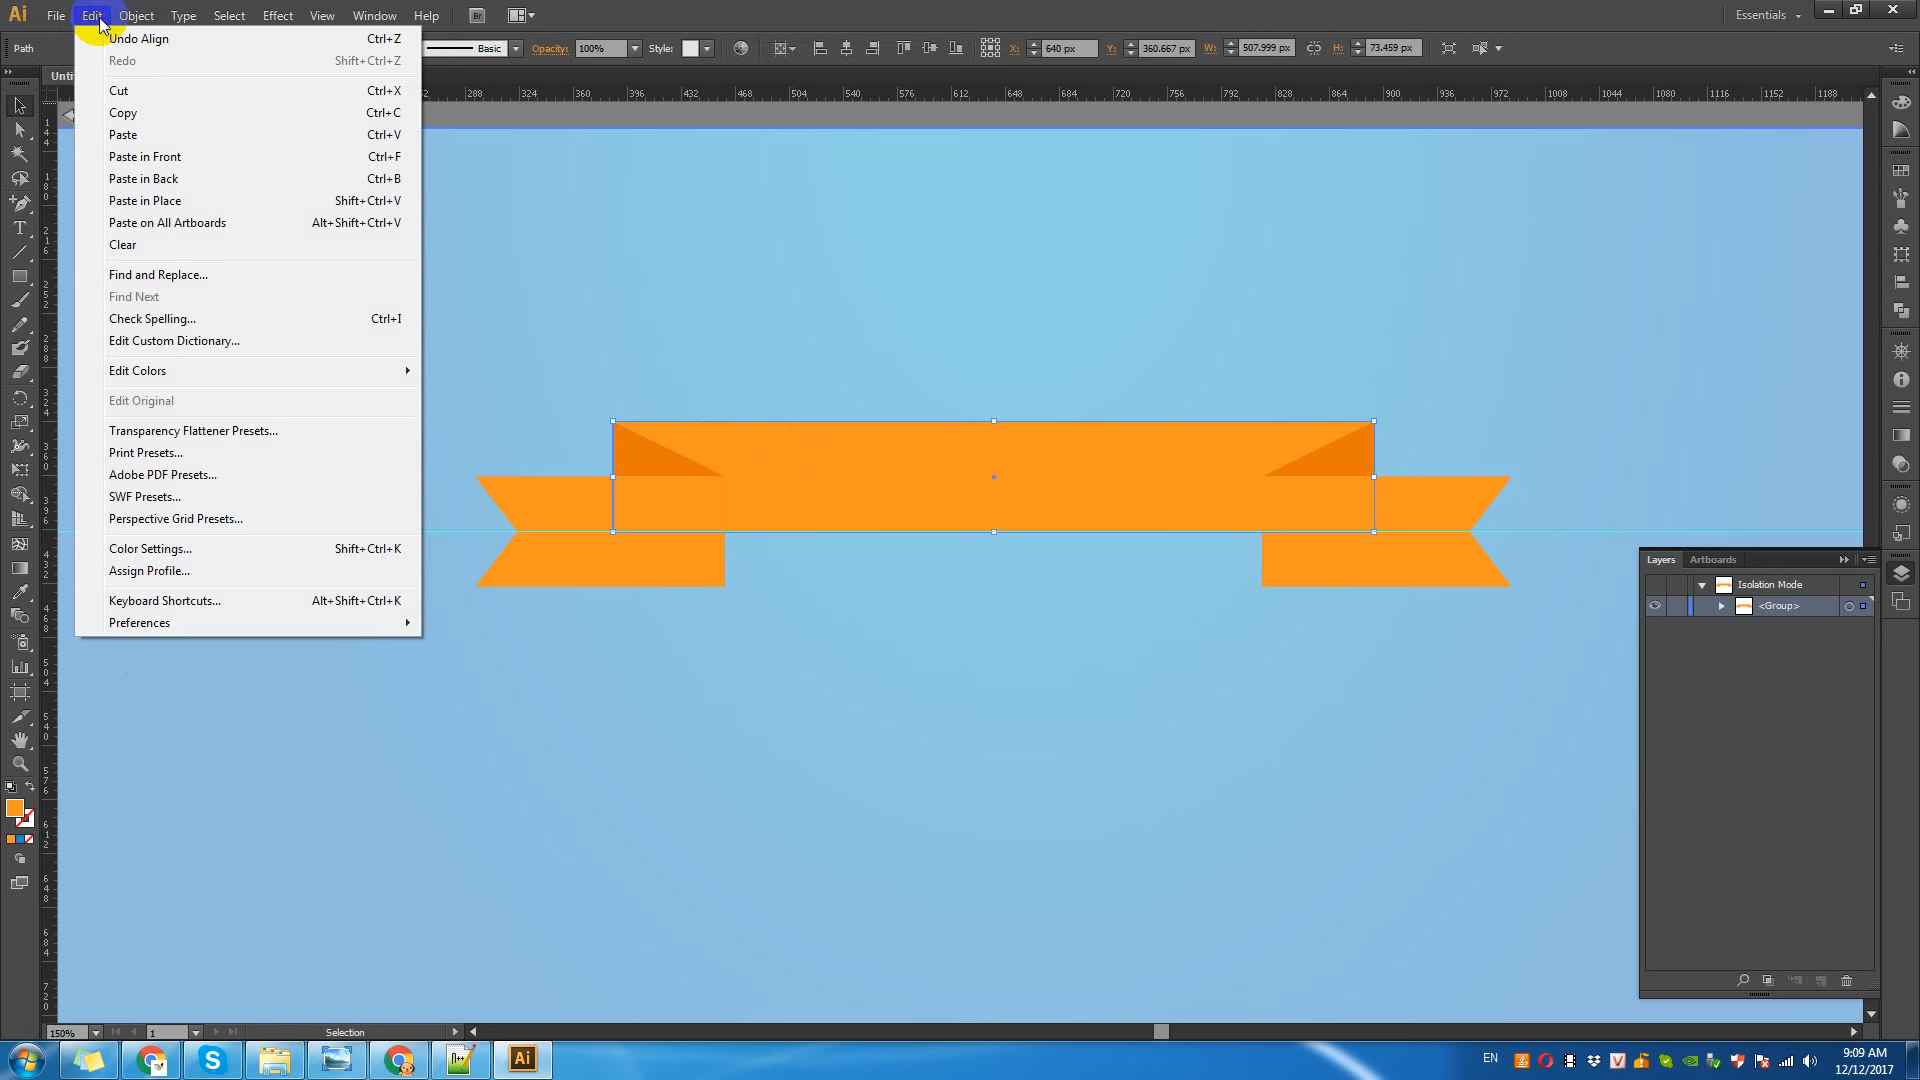 Ai File Edit Object Type Select Effect View Window Help Br Essentials
Path Basic Opacity: 100% Style: X: 640 px Y: 360.667 px W: 507.999 px H: 73.459 px
Undo Align Ctrl+Z
Redo Shift+Ctrl+Z
Cut Ctrl+X
Copy Ctrl+C
Paste Ctrl+V
Paste in Front Ctrl+F
Paste in Back Ctrl+B
Paste in Place Shift+Ctrl+V
Paste on All Artboards Alt+Shift+Ctrl+V
Clear
Find and Replace...
Find Next
Check Spelling... Ctrl+I
Edit Custom Dictionary...
Edit Colors
Edit Original
Transparency Flattener Presets...
Print Presets...
Adobe PDF Presets...
SWF Presets...
Perspective Grid Presets...
Color Settings... Shift+Ctrl+K
Assign Profile...
Keyboard Shortcuts... Alt+Shift+Ctrl+K
Preferences
288 324 360 396 432 468 504 540 576 612 648 684 720 756 792 828 864 900 936 972 1008 1044 1080 1116 1152 1188
Layers Artboards
Isolation Mode
<Group>
150% 1 Selection
Ai EN 9:09 AM
12/12/2017